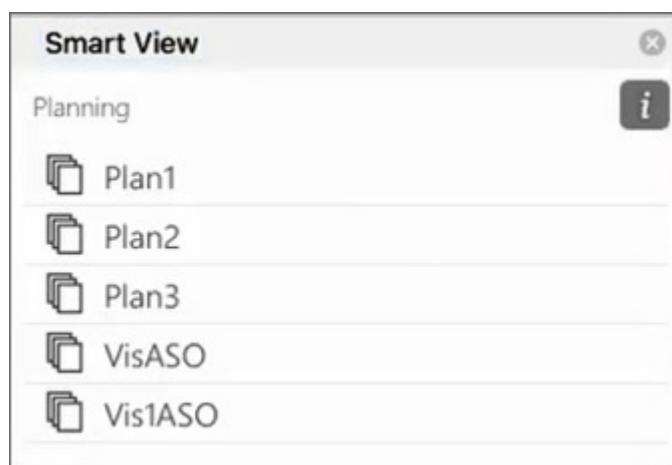 Smart View
Planning
i
Plan1
Plan2
Plan3
VisASO
Vis1ASO